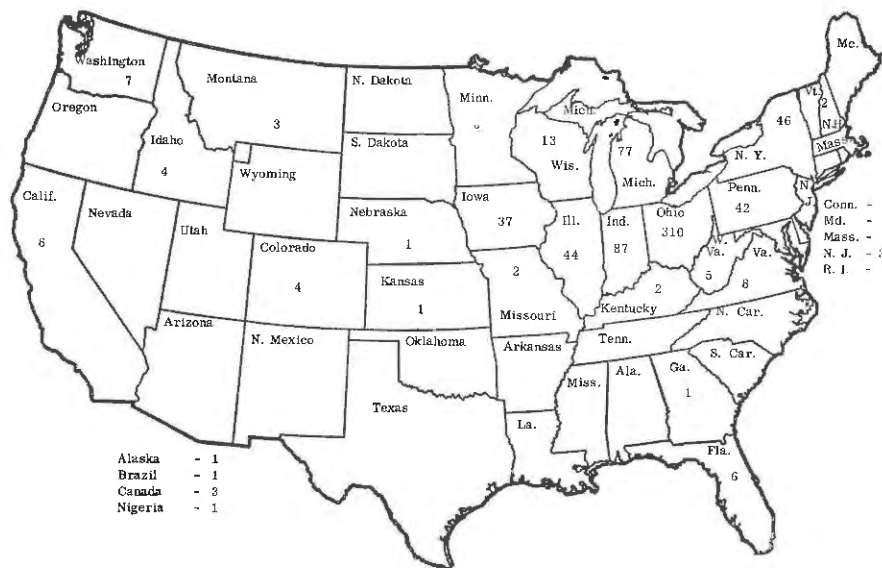 Washington
7
Montana
3
N. Dakota
Minn.
Mich.
Me.
Vt.
2
N.H.
46
Mass.
N. Y.
Oregon
Idaho
4
S. Dakota
Wyoming
13
Wis.
77
Mich.
Calif.
6
Nevada
Utah
Colorado
4
Nebraska
1
Iowa
37
Ill.
44
Ind.
87
Ohio
310
Penn.
42
N.
J.
W.
Va.
5
Va.
8
Kansas
1
2
Missouri
2
Kentucky
Arizona
N. Mexico
Oklahoma
Arkansas
Tenn.
N. Car.
S. Car.
Texas
La.
Miss.
Ala.
Ga.
1
Fla.
6
Conn. -
Md. -
Mass. -
N. J. -
R. I. -
Alaska - 1
Brazil - 1
Canada - 3
Nigeria - 1